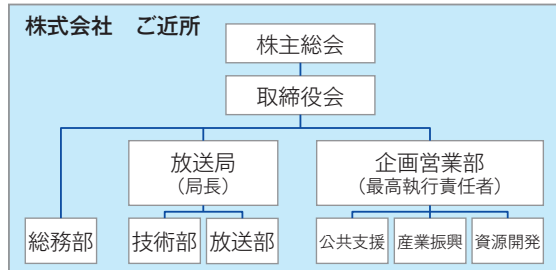 株式会社　ご近所
株主総会
取締役会
放送局
（局長）
企画営業部
（最高執行責任者）
総務部
技術部
放送部
公共支援
産業振興
資源開発